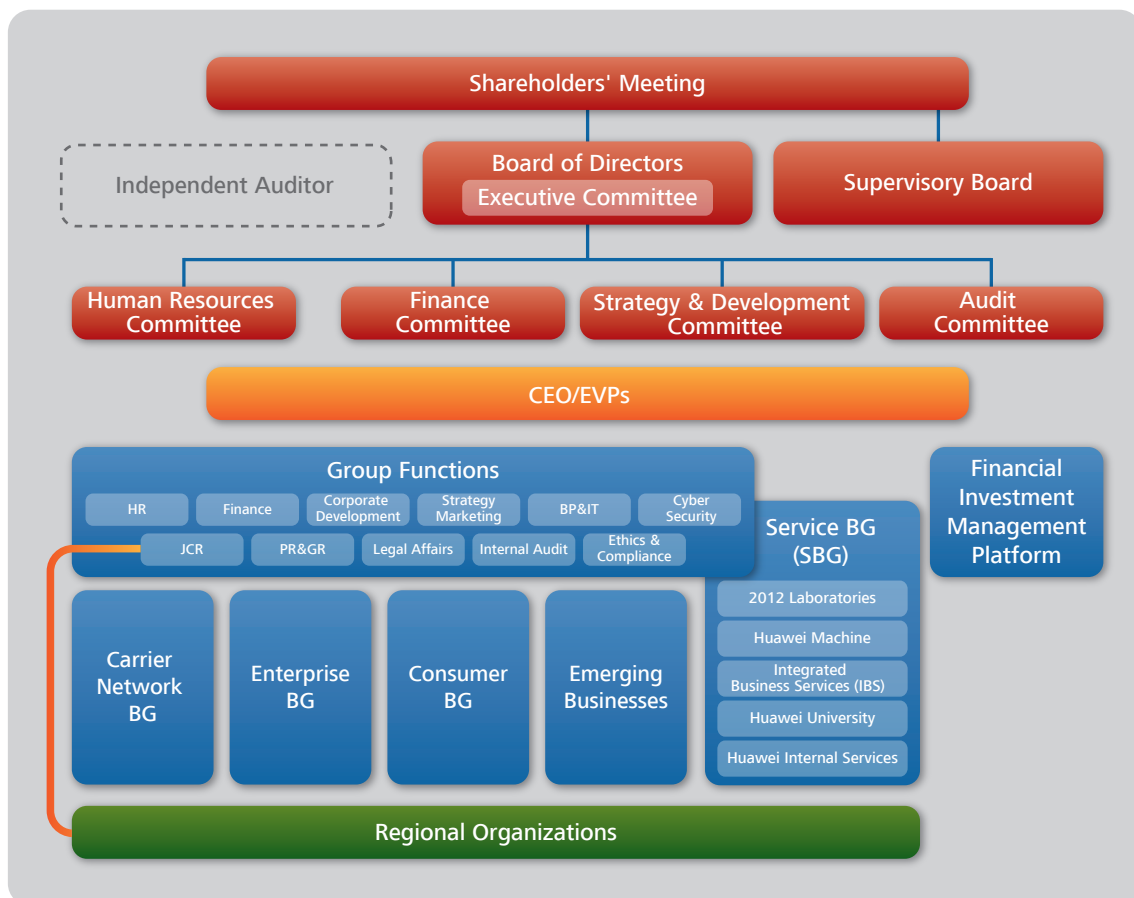 Shareholders' Meeting
Independent Auditor
Board of Directors
Executive Committee
Supervisory Board
Human Resources
Committee
Finance
Committee
Strategy & Development
Committee
Audit
Committee
CEO/EVPs
Group Functions
HR
Finance
Corporate
Development
Strategy
Marketing
BP&IT
Cyber
Security
JCR
PR&GR
Legal Affairs
Internal Audit
Ethics &
Compliance
Service BG
(SBG)
2012 Laboratories
Huawei Machine
Integrated
Business Services (IBS)
Huawei University
Huawei Internal Services
Financial
Investment
Management
Platform
Carrier
Network
BG
Enterprise
BG
Consumer
BG
Emerging
Businesses
Regional Organizations